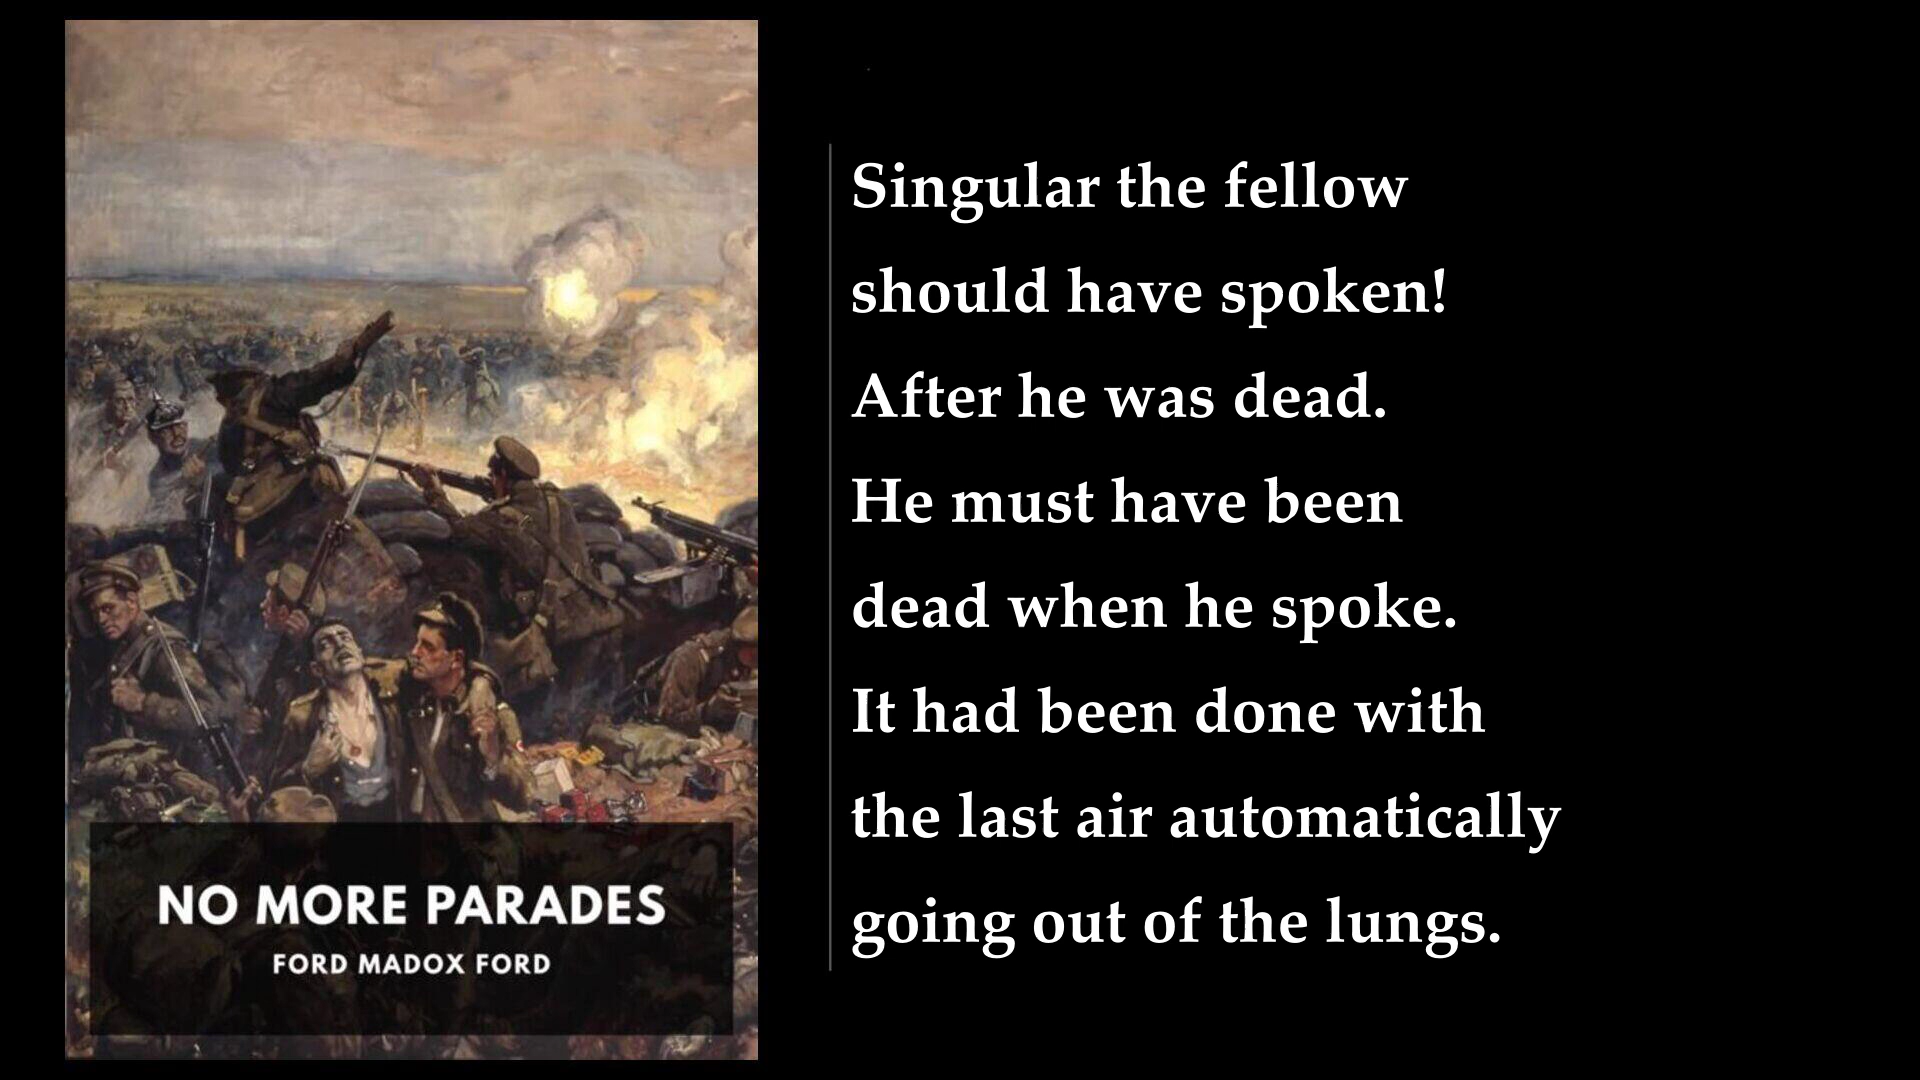 NO MORE PARADES
FORD MADOX FORD
Singular the fellow
should have spoken!
After he was dead.
He must have been
dead when he spoke.
It had been done with
the last air automatically
going out of the lungs.